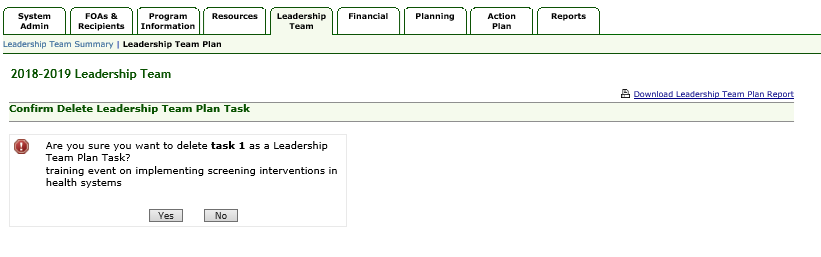 System Admin
FOAs & Recipients
Program Information
Resources
Leadership Team
Financial
Planning
Action Plan
Reports
Leadership Team Summary | Leadership Team Plan
2018-2019 Leadership Team
Download Leadership Team Plan Report
Confirm Delete Leadership Team Plan Task
Are you sure you want to delete task 1 as a Leadership
Team Plan Task?
training event on implementing screening interventions in
health systems
Yes No